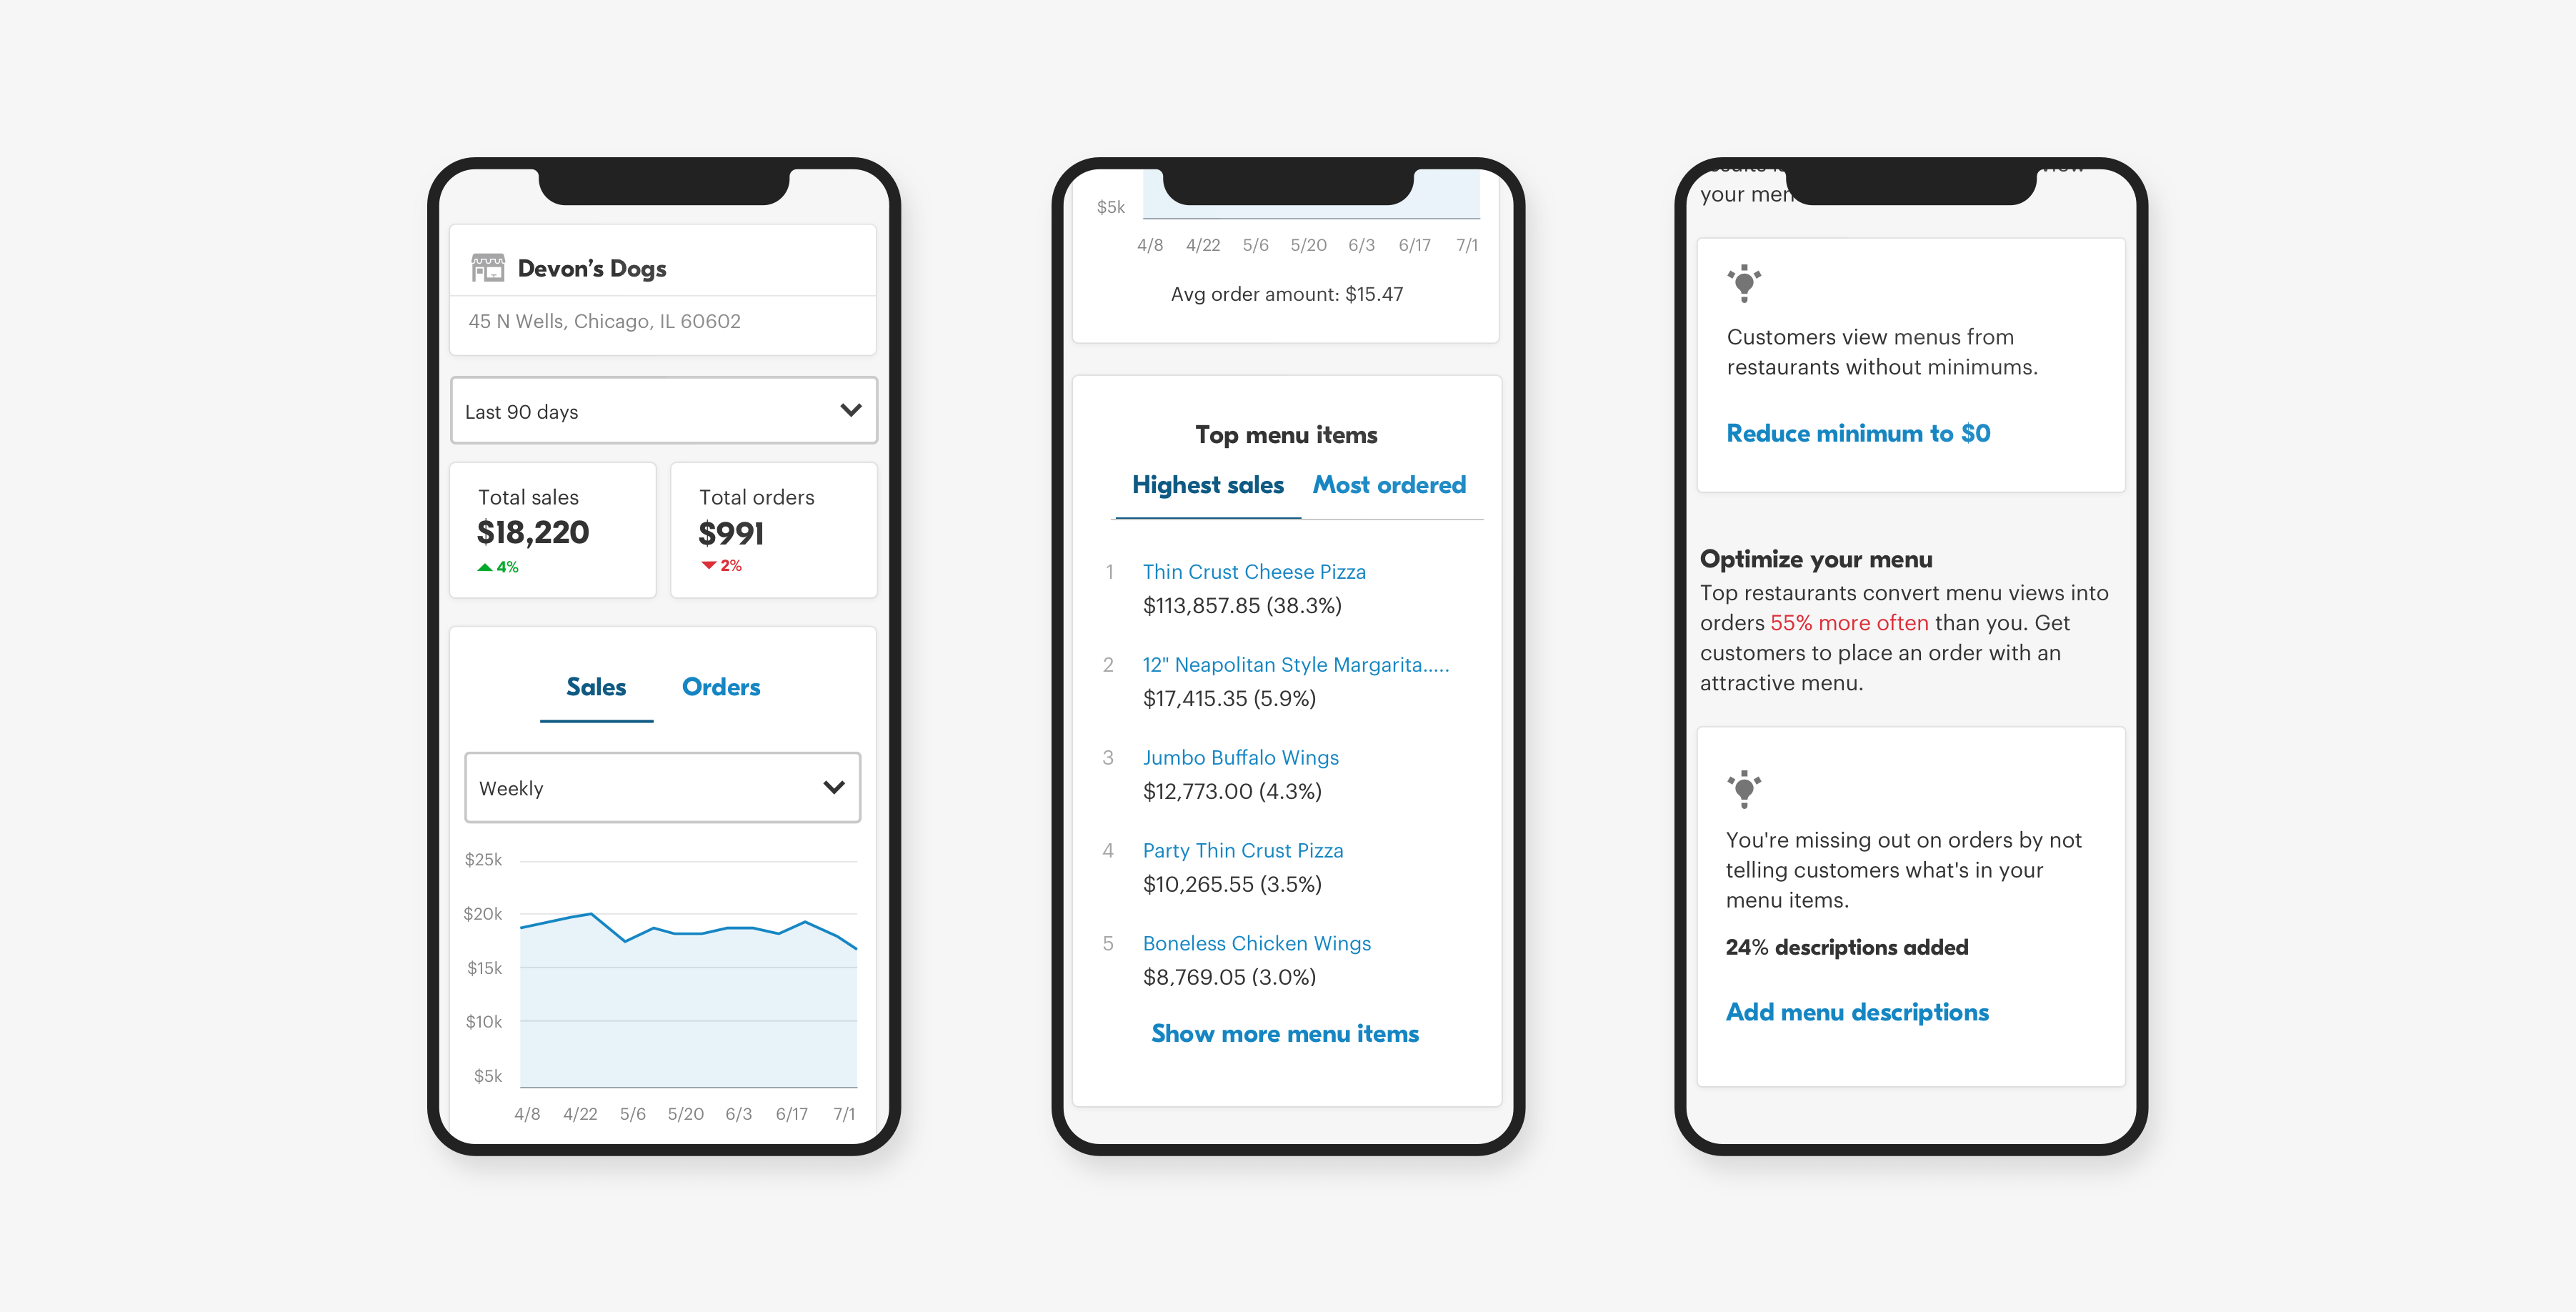 Devon’s Dogs
45 N Wells, Chicago, IL 60602
Last 90 days
Total sales
$18,220
4%
Total orders
$991
2%
Sales
Orders
Weekly
$25k
$20k
$15k
$10k
$5k
4/8 4/22 5/6 5/20 6/3 6/17 7/1
$5k
4/8 4/22 5/6 5/20 6/3 6/17 7/1
Avg order amount: $15.47
Top menu items
Highest sales
Most ordered
1 Thin Crust Cheese Pizza
$113,857.85 (38.3%)
2 12" Neapolitan Style Margarita.....
$17,415.35 (5.9%)
3 Jumbo Buffalo Wings
$12,773.00 (4.3%)
4 Party Thin Crust Pizza
$10,265.55 (3.5%)
5 Boneless Chicken Wings
$8,769.05 (3.0%)
Show more menu items
your
Customers view menus from
restaurants without minimums.
Reduce minimum to $0
Optimize your menu
Top restaurants convert menu views into
orders 55% more often than you. Get
customers to place an order with an
attractive menu.
You're missing out on orders by not
telling customers what's in your
menu items.
24% descriptions added
Add menu descriptions